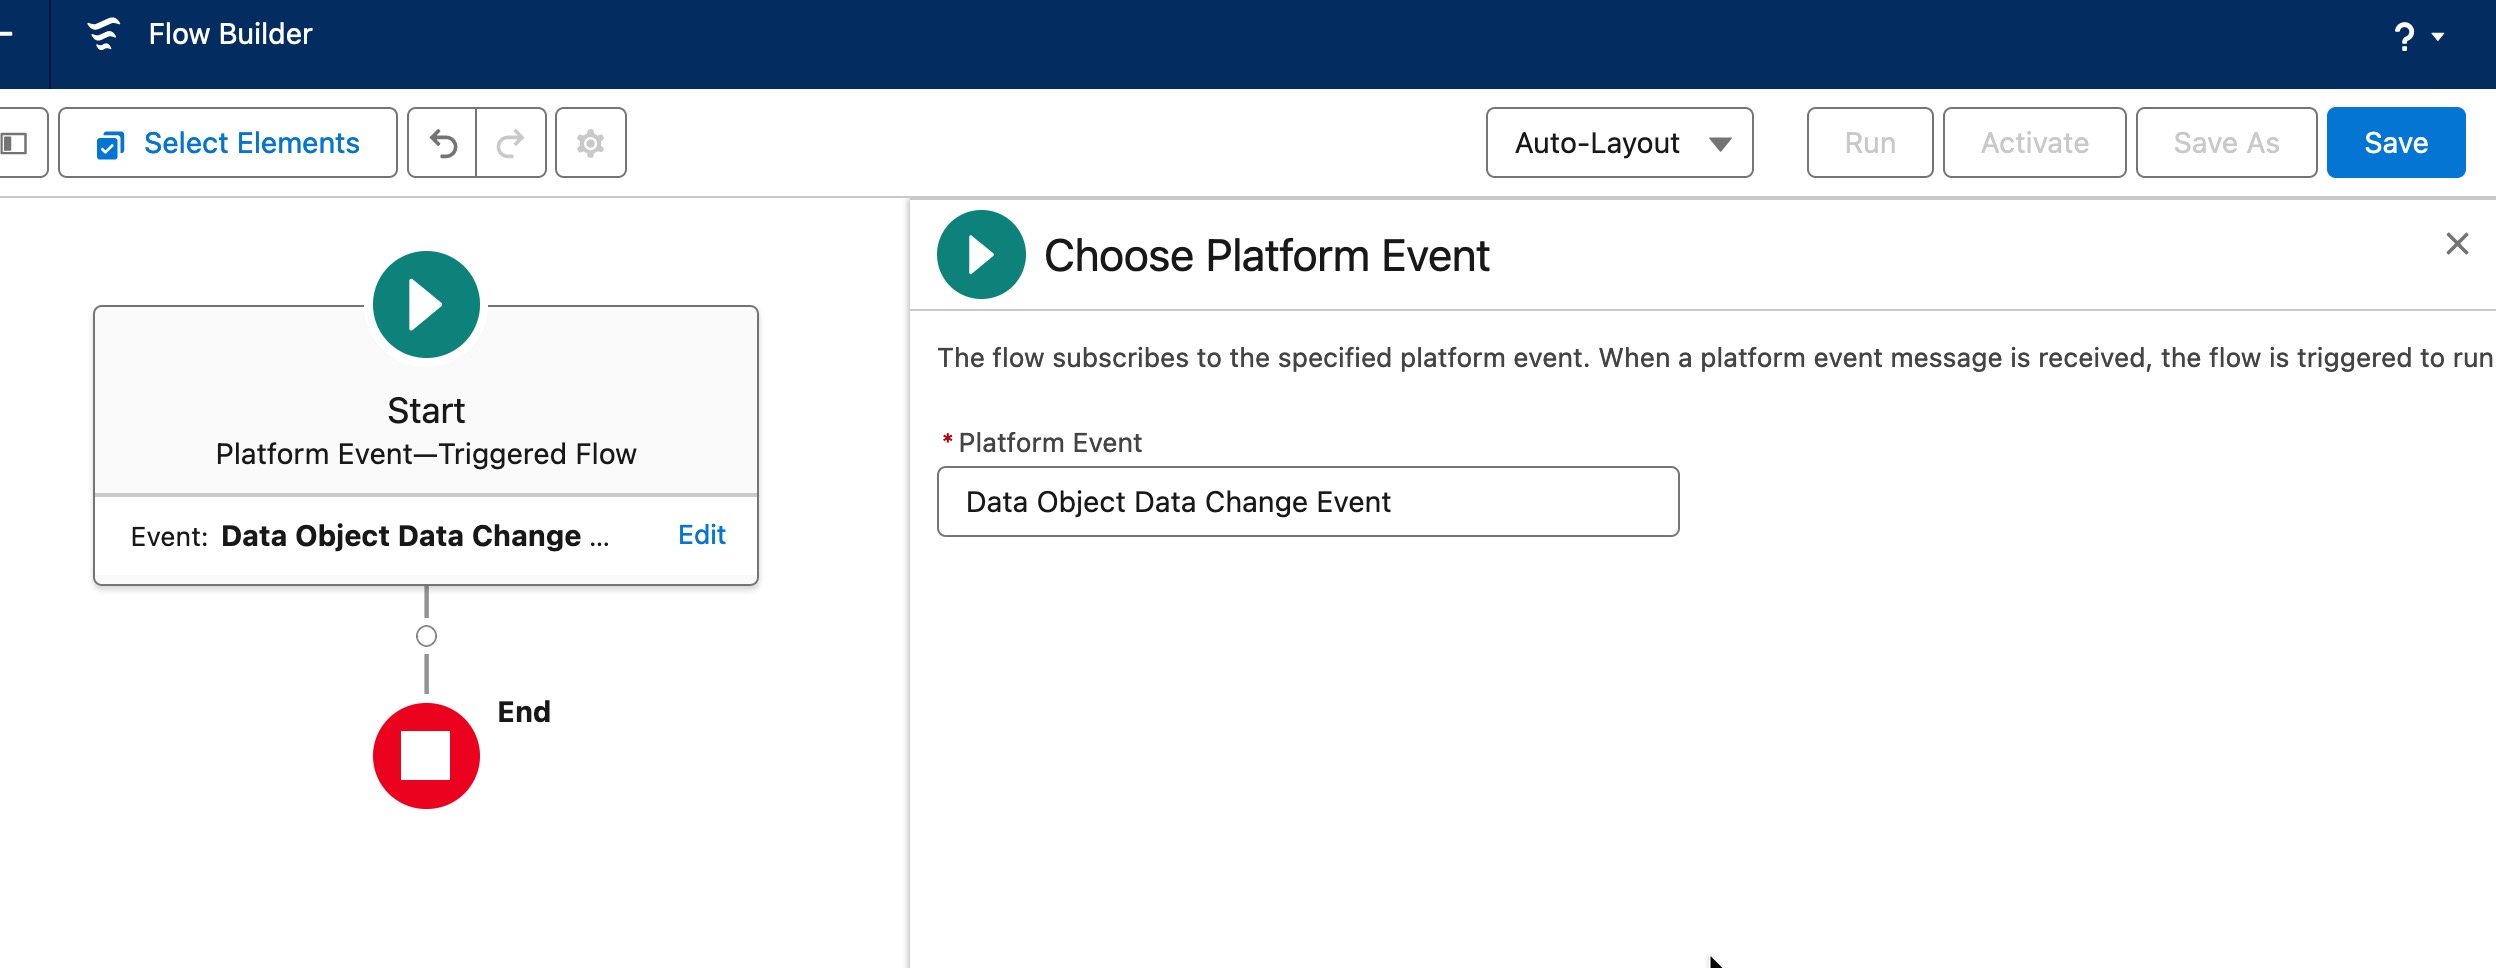 Flow Builder
?
Select Elements
Auto-Layout
Run
Activate
Save As
Save
Start
Platform Event—Triggered Flow
Event: Data Object Data Change ...
Edit
End
Choose Platform Event
The flow subscribes to the specified platform event. When a platform event message is received, the flow is triggered to run
* Platform Event
Data Object Data Change Event